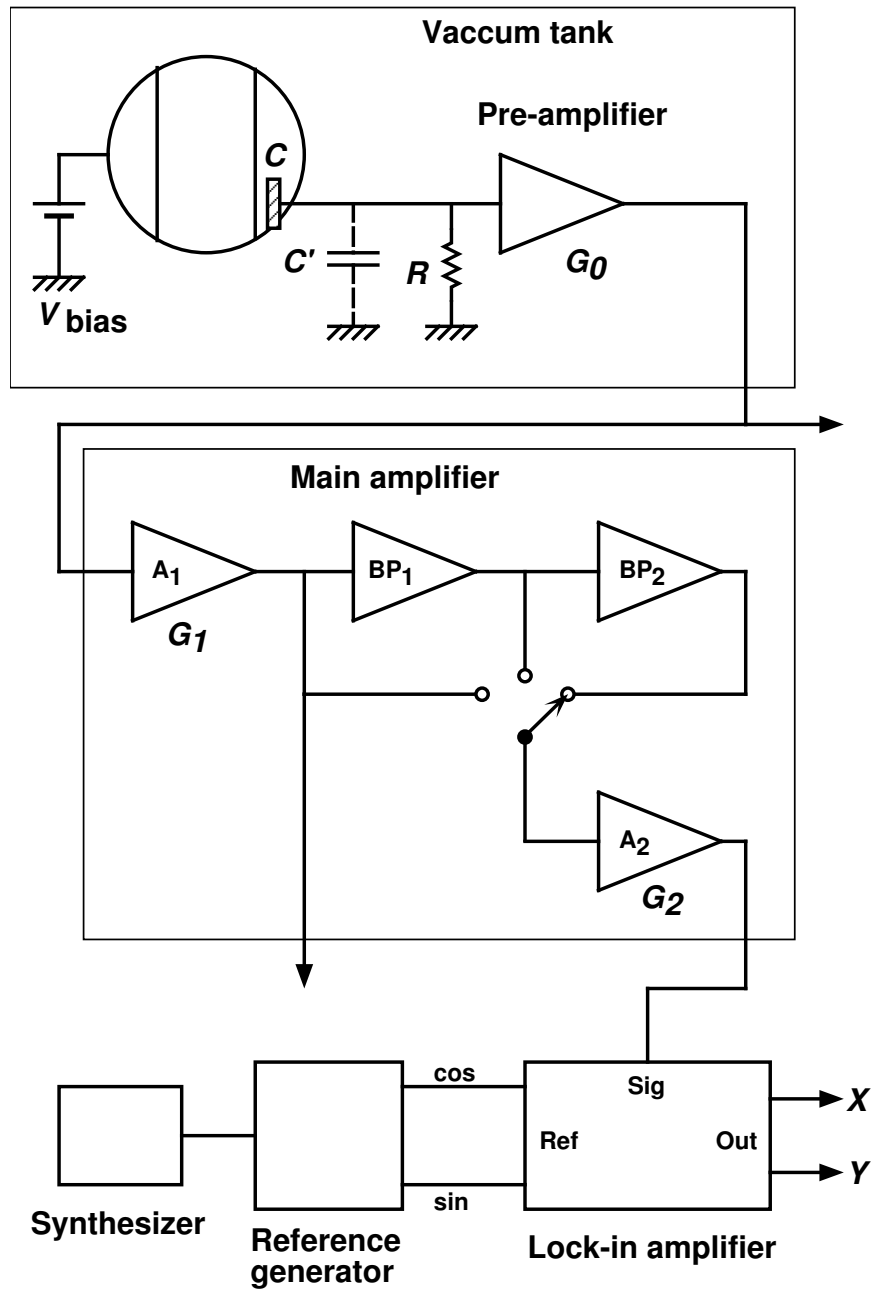 Vaccum tank
Pre-amplifier
C
C'
R
G0
V bias
Main amplifier
A1
BP1
BP2
G1
A2
G2
cos
Sig
X
Ref
Out
Y
sin
Synthesizer
Reference
generator
Lock-in amplifier